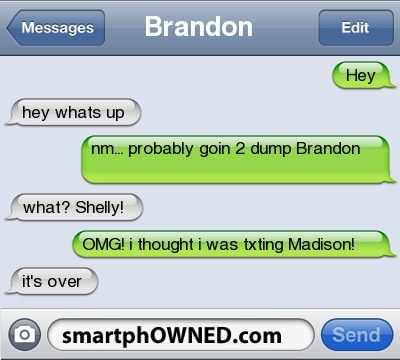 Messages Brandon Edit
Hey
hey whats up
nm... probably goin 2 dump Brandon
what? Shelly!
OMG! i thought i was txting Madison!
it's over
smartphOWNED.com Send